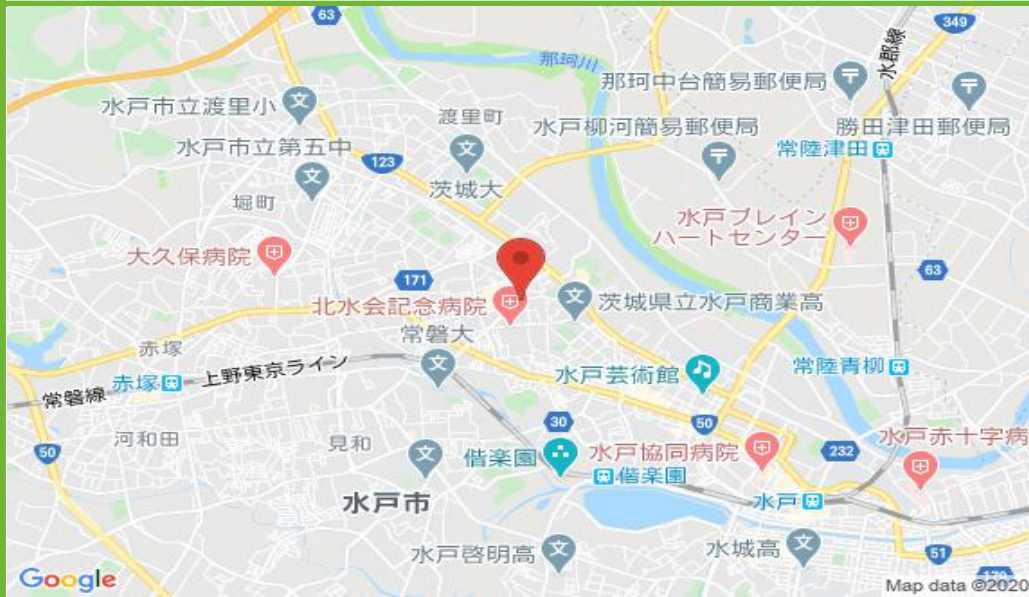 63
349
那珂川
水郡線
那珂中台簡易郵便局
水戸市立渡里小
渡里町
水戸柳河簡易郵便局
勝田津田郵便局
水戸市立第五中
123
常陸津田
茨城大
堀町
水戸ブレイン
ハートセンター
大久保病院
171
63
北水会記念病院
茨城県立水戸商業高
常磐大
赤塚
上野東京ライン
赤塚
水戸芸術館
常陸青柳
常磐線
50
河和田
見和
30
50
偕楽園
水戸協同病院
232
水戸赤十字病
偕楽園
水戸市
水戸
水戸啓明高
水城高
51
Google
Map data ©2020